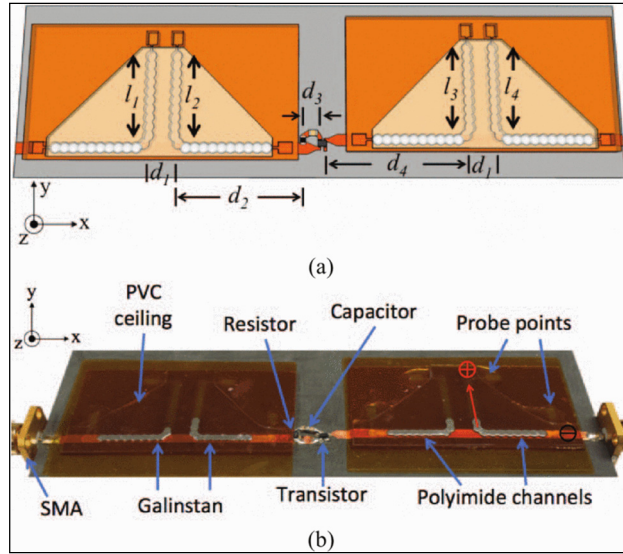 l1 l2 l3 l4
d3
d1 d4 d1
d2
y
z x
(a)
y
z x
PVC ceiling
Resistor
Capacitor
Probe points
SMA
Galinstan
Transistor
Polyimide channels
(b)